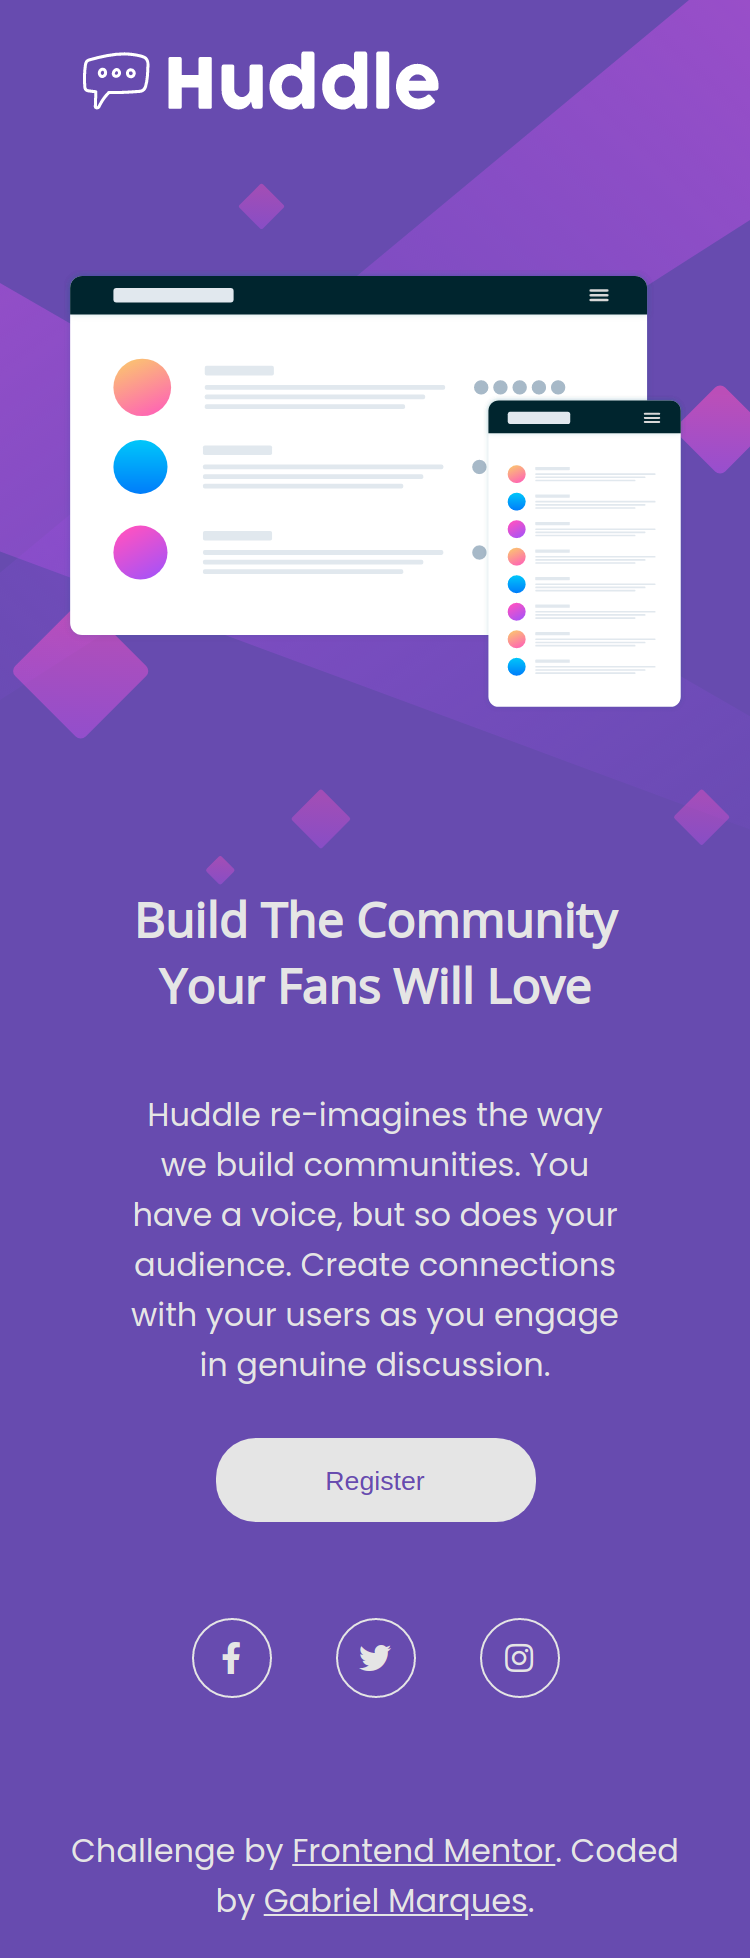 Huddle
Build The Community
Your Fans Will Love
Huddle re-imagines the way
we build communities. You
have a voice, but so does your
audience. Create connections
with your users as you engage
in genuine discussion.
Register
Challenge by Frontend Mentor. Coded
by Gabriel Marques.